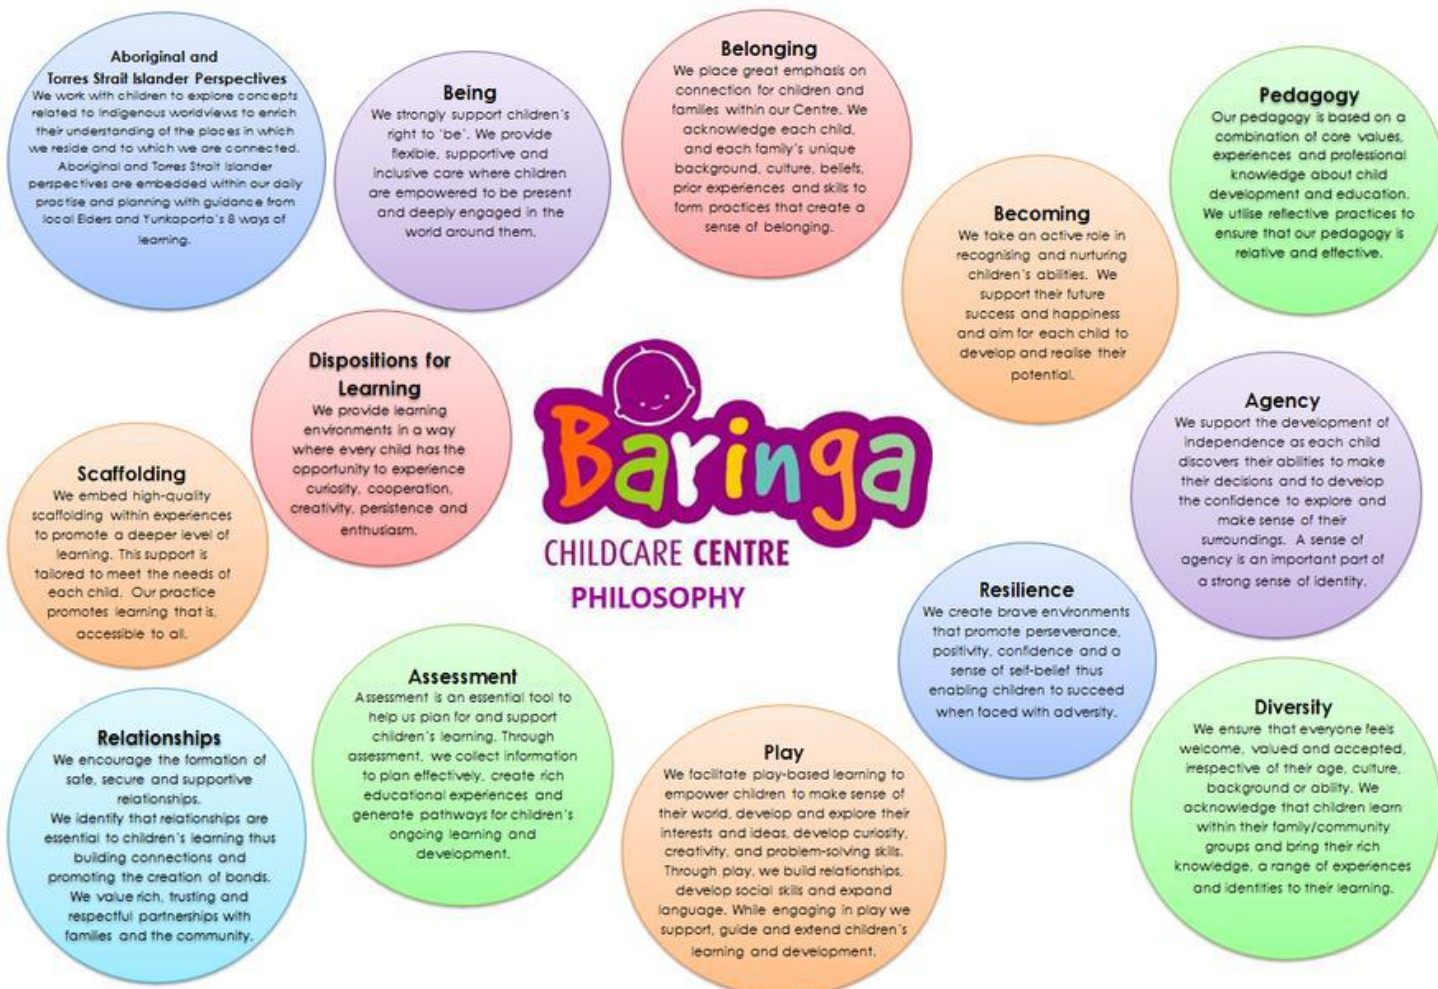 Aboriginal and
Torres Strait Islander Perspectives
We work with children to explore concepts
related to Indigenous worldviews to enrich
their understanding of the places in which
we reside and to which we are connected.
Aboriginal and Torres Strait Islander
perspectives are embedded within our daily
practise and planning with guidance from
local Elders and Yunkaporta's 8 ways of
learning.
Being
We strongly support children's
right to 'be'. We provide
flexible, supportive and
inclusive care where children
are empowered to be present
and deeply engaged in the
world around them.
Belonging
We place great emphasis on
connection for children and
families within our Centre. We
acknowledge each child,
and each family's unique
background, culture, beliefs,
prior experiences and skills to
form practices that create a
sense of belonging.
Becoming
We take an active role in
recognising and nurturing
children's abilities. We
support their future
success and happiness
and aim for each child to
develop and realise their
potential.
Pedagogy
Our pedagogy is based on a
combination of core values,
experiences and professional
knowledge about child
development and education.
We utilise reflective practices to
ensure that our pedagogy is
relative and effective.
Dispositions for
Learning
We provide learning
environments in a way
where every child has the
opportunity to experience
curiosity, cooperation,
creativity, persistence and
enthusiasm.
Baringa
CHILDCARE CENTRE
PHILOSOPHY
Agency
We support the development of
independence as each child
discovers their abilities to make
their decisions and to develop
the confidence to explore and
make sense of their
surroundings. A sense of
agency is an important part of
a strong sense of identity.
Scaffolding
We embed high-quality
scaffolding within experiences
to promote a deeper level of
learning. This support is
tailored to meet the needs of
each child. Our practice
promotes learning that is,
accessible to all.
Resilience
We create brave environments
that promote perseverance,
positivity, confidence and a
sense of self-belief thus
enabling children to succeed
when faced with adversity.
Relationships
We encourage the formation of
safe, secure and supportive
relationships.
We identify that relationships are
essential to children's learning thus
building connections and
promoting the creation of bonds.
We value rich, trusting and
respectful partnerships with
families and the community.
Assessment
Assessment is an essential tool to
help us plan for and support
children's learning. Through
assessment, we collect information
to plan effectively, create rich
educational experiences and
generate pathways for children's
ongoing learning and
development.
Play
We facilitate play-based learning to
empower children to make sense of
their world, develop and explore their
interests and ideas, develop curiosity,
creativity, and problem-solving skills.
Through play, we build relationships,
develop social skills and expand
language. While engaging in play we
support, guide and extend children's
learning and development.
Diversity
We ensure that everyone feels
welcome, valued and accepted,
irrespective of their age, culture,
background or ability. We
acknowledge that children learn
within their family/community
groups and bring their rich
knowledge, a range of experiences
and identities to their learning.